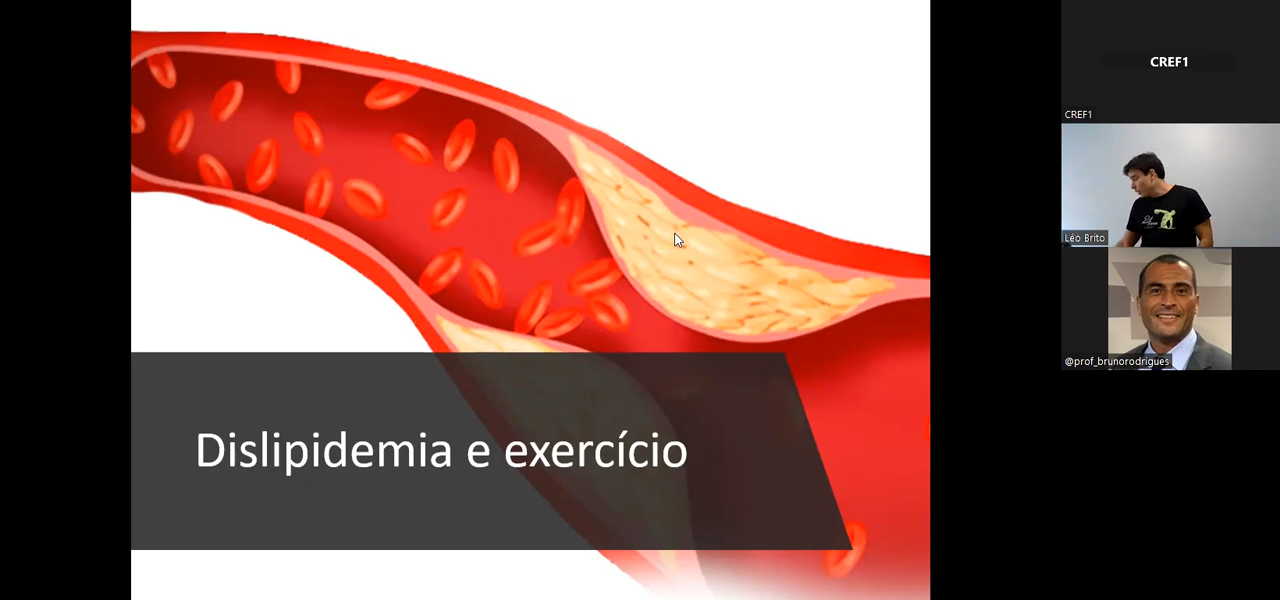 Dislipidemia e exercício
CREF1
CREF1
Léo Brito
@prof_brunorodrigues